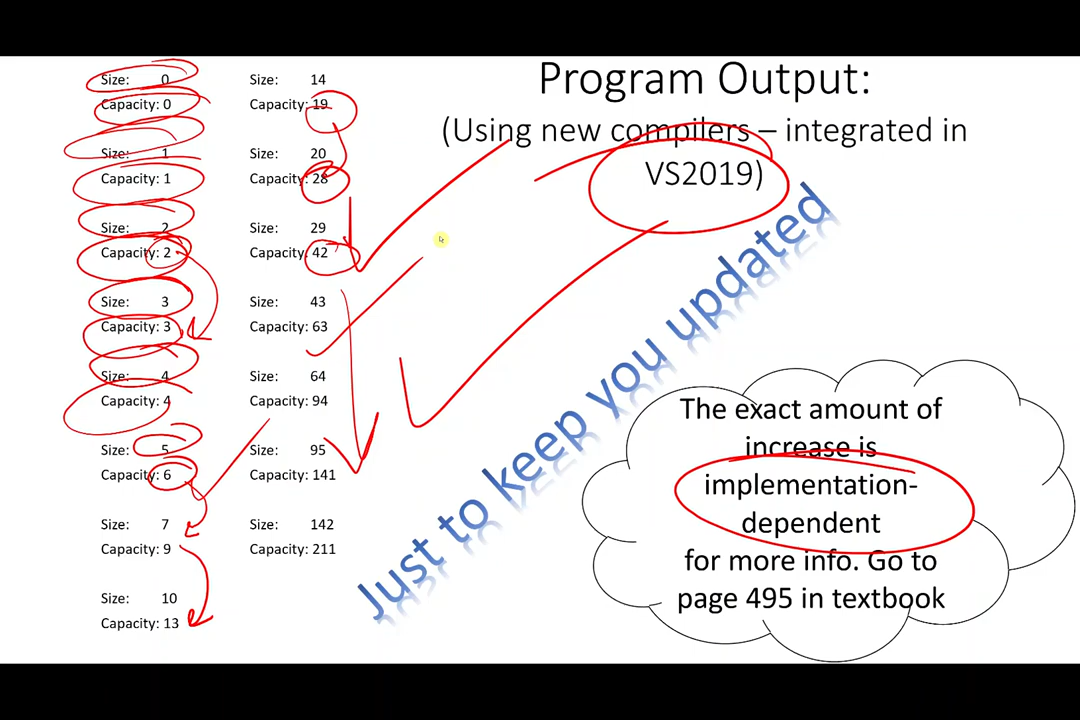 Program Output:
(Using new compilers – integrated in
VS2019)
Size: 0
Capacity: 0
Size: 1
Capacity: 1
Size: 2
Capacity: 2
Size: 3
Capacity: 3
Size: 4
Capacity: 4
Size: 5
Capacity: 6
Size: 7
Capacity: 9
Size: 10
Capacity: 13
Size: 14
Capacity: 19
Size: 20
Capacity: 28
Size: 29
Capacity: 42
Size: 43
Capacity: 63
Size: 64
Capacity: 94
Size: 95
Capacity: 141
Size: 142
Capacity: 211
Just to keep you updated
The exact amount of
increase is
implementation-
dependent
for more info. Go to
page 495 in textbook